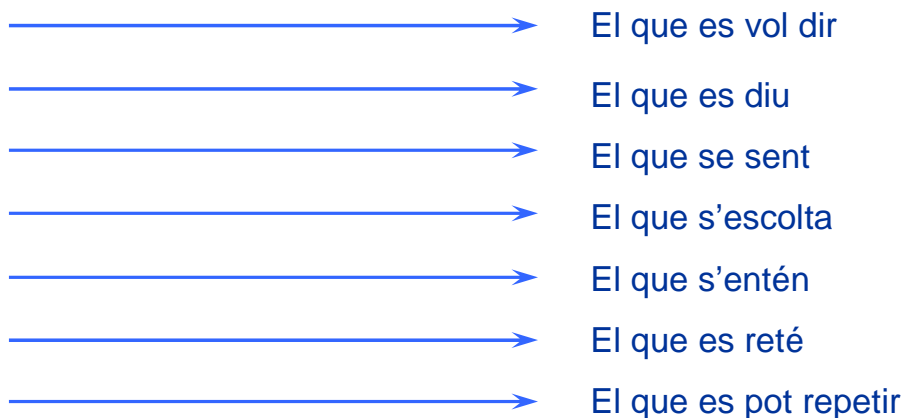 El que es vol dir
El que es diu
El que se sent
El que s’escolta
El que s’entén
El que es reté
El que es pot repetir